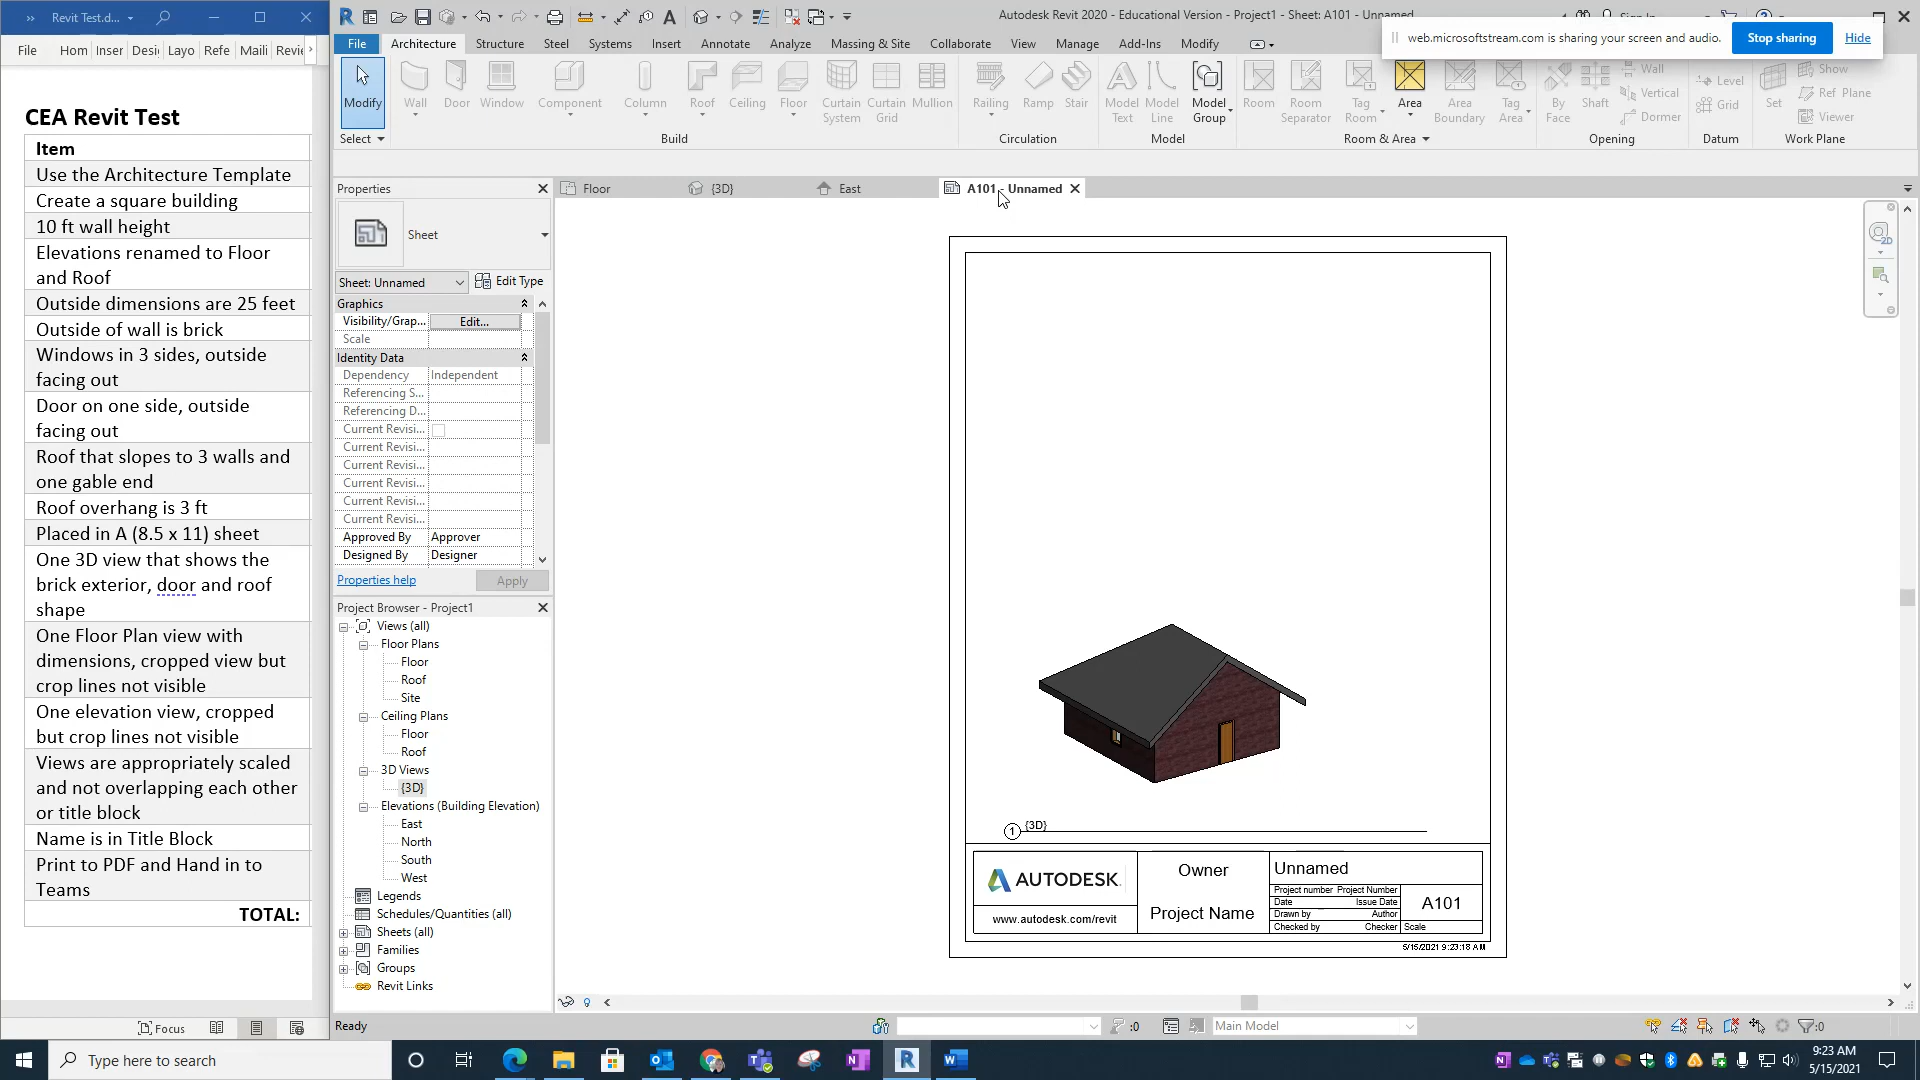 Revit Test.d...
Autodesk Revit 2020 - Educational Version - Project1 - Sheet: A101 - Unnamed
web.microsoftstream.com is sharing your screen and audio.
Stop sharing
Hide
File Hom Inser Desi Layo Refe Maili Revie
File Architecture Structure Steel Systems Insert Annotate Analyze Massing & Site Collaborate View Manage Add-Ins Modify
Modify Wall Door Window Component Column Roof Ceiling Floor Curtain System Curtain Grid Mullion Railing Ramp Stair Model Text Model Line Model Group Room Room Separator Tag Room Area Area Boundary Tag Area By Face Shaft Wall Vertical Dormer Level Grid Set Show Ref Plane Viewer
Select Build Circulation Model Room & Area Opening Datum Work Plane
CEA Revit Test
Item
Use the Architecture Template
Create a square building
10 ft wall height
Elevations renamed to Floor
and Roof
Outside dimensions are 25 feet
Outside of wall is brick
Windows in 3 sides, outside
facing out
Door on one side, outside
facing out
Roof that slopes to 3 walls and
one gable end
Roof overhang is 3 ft
Placed in A (8.5 x 11) sheet
One 3D view that shows the
brick exterior, door and roof
shape
One Floor Plan view with
dimensions, cropped view but
crop lines not visible
One elevation view, cropped
but crop lines not visible
Views are appropriately scaled
and not overlapping each other
or title block
Name is in Title Block
Print to PDF and Hand in to
Teams
TOTAL:
Focus
Properties
Sheet
Sheet: Unnamed Edit Type
Graphics
Visibility/Grap... Edit...
Scale
Identity Data
Dependency Independent
Referencing S...
Referencing D...
Current Revisi...
Current Revisi...
Current Revisi...
Current Revisi...
Current Revisi...
Current Revisi...
Approved By Approver
Designed By Designer
Properties help Apply
Project Browser - Project1
Views (all)
Floor Plans
Floor
Roof
Site
Ceiling Plans
Floor
Roof
3D Views
{3D}
Elevations (Building Elevation)
East
North
South
West
Legends
Schedules/Quantities (all)
Sheets (all)
Families
Groups
Revit Links
Floor {3D} East A101 - Unnamed
2D
1 {3D}
AUTODESK.
www.autodesk.com/revit
Owner
Project Name
Unnamed
Project number Project Number
Date Issue Date
Drawn by Author
Checked by Checker
A101
Scale
5/15/2021 9:23:18 AM
Ready
:0
Main Model
:0
Type here to search
9:23 AM
5/15/2021